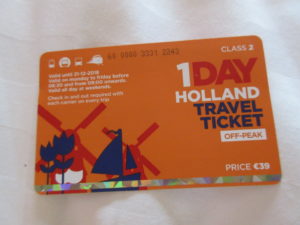 CLASS 2
Valid until 31-12-2018
Valid on monday to friday before
06:30 and from 09:00 onwards.
Valid all day at weekends.
Check in and out required with
each carrier on every trip
1DAY
HOLLAND
TRAVEL
TICKET
OFF-PEAK
PRICE €39